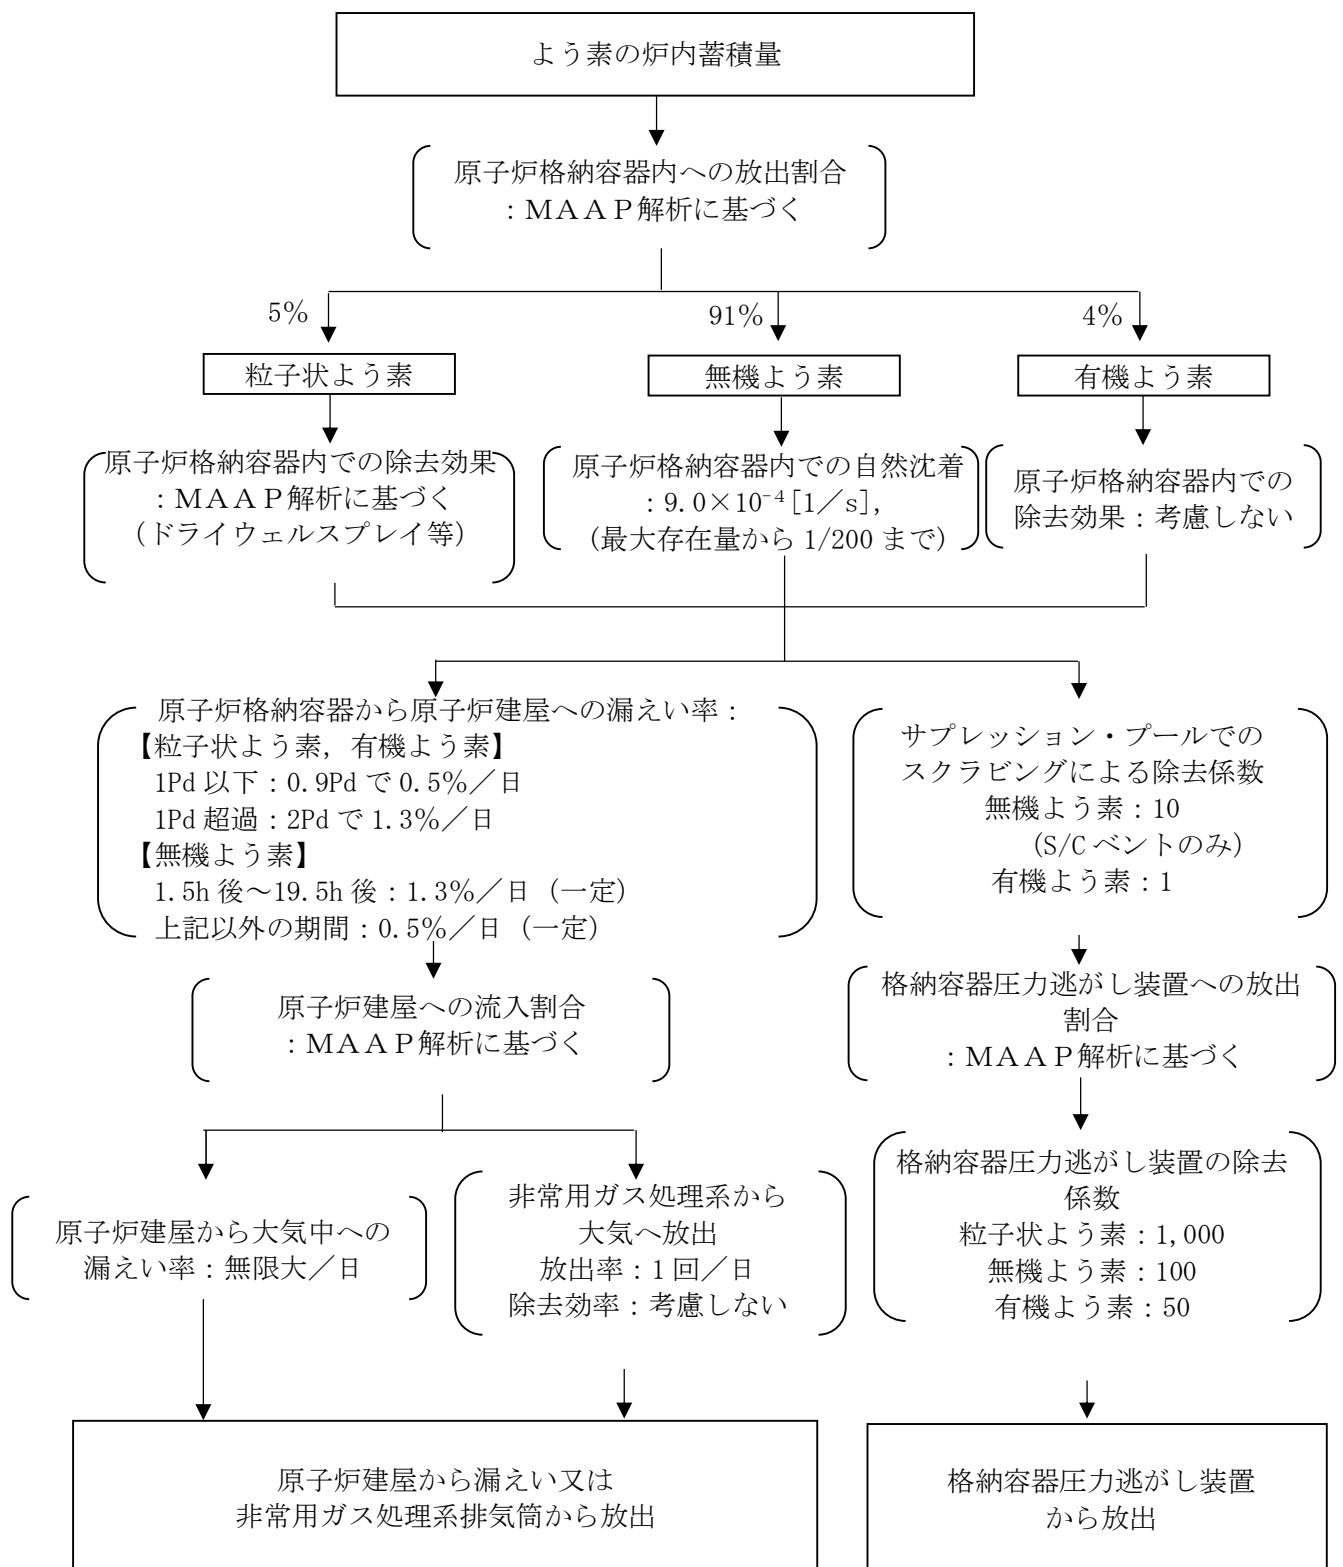 よう素の炉内蓄積量
原子炉格納容器内への放出割合
：ＭＡＡＰ解析に基づく
5％
91％
4％
粒子状よう素
無機よう素
有機よう素
原子炉格納容器内での除去効果
：ＭＡＡＰ解析に基づく
（ドライウェルスプレイ等）
原子炉格納容器内での自然沈着
：9.0×10⁻⁴[1／s]，
（最大存在量から 1/200 まで）
原子炉格納容器内での
除去効果：考慮しない
原子炉格納容器から原子炉建屋への漏えい率：
【粒子状よう素，有機よう素】
1Pd 以下：0.9Pd で 0.5％／日
1Pd 超過：2Pd で 1.3％／日
【無機よう素】
1.5h 後～19.5h 後：1.3％／日（一定）
上記以外の期間：0.5％／日（一定）
サプレッション・プールでの
スクラビングによる除去係数
無機よう素：10
（S/C ベントのみ）
有機よう素：1
原子炉建屋への流入割合
：ＭＡＡＰ解析に基づく
格納容器圧力逃がし装置への放出
割合
：ＭＡＡＰ解析に基づく
原子炉建屋から大気中への
漏えい率：無限大／日
非常用ガス処理系から
大気へ放出
放出率：1 回／日
除去効率：考慮しない
格納容器圧力逃がし装置の除去
係数
粒子状よう素：1,000
無機よう素：100
有機よう素：50
原子炉建屋から漏えい又は
非常用ガス処理系排気筒から放出
格納容器圧力逃がし装置
から放出